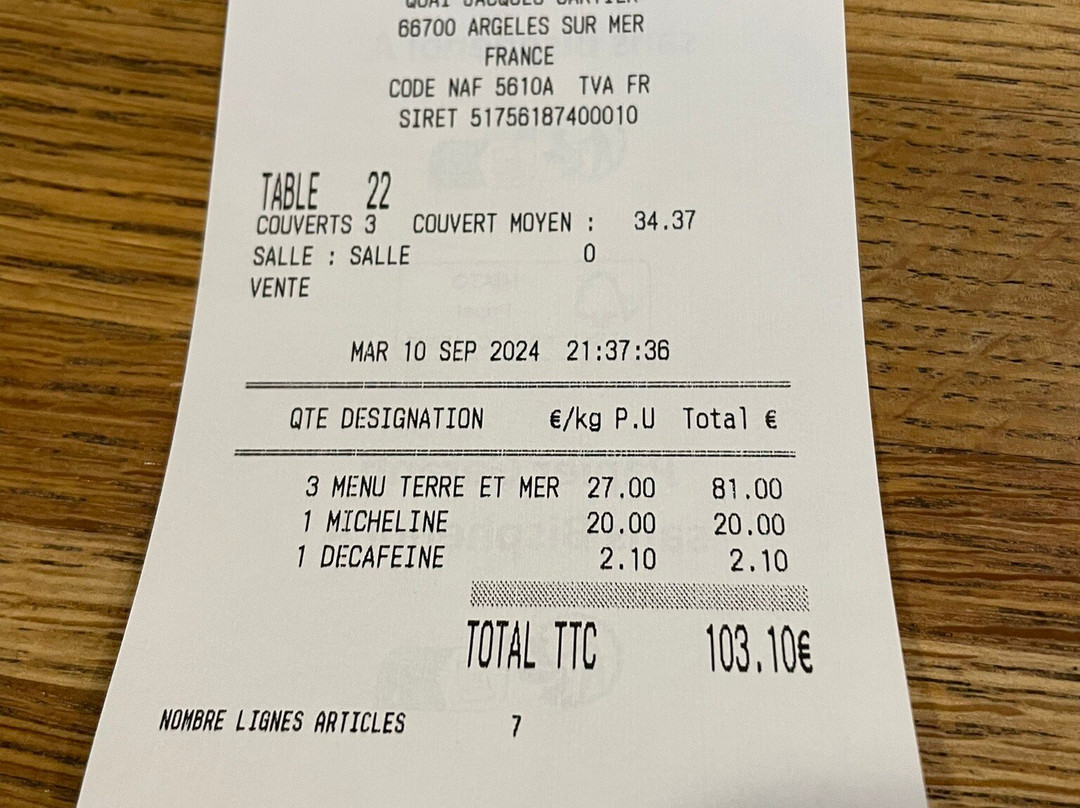 QUAI JACQUES CARTIER
66700 ARGELES SUR MER
FRANCE
CODE NAF 5610A TVA FR
SIRET 51756187400010
TABLE 22
COUVERTS 3 COUVERT MOYEN : 34.37
SALLE : SALLE 0
VENTE
MAR 10 SEP 2024 21:37:36
QTE DESIGNATION €/kg P.U Total €
3 MENU TERRE ET MER 27.00 81.00
1 MICHELINE 20.00 20.00
1 DECAFEINE 2.10 2.10
TOTAL TTC 103.10€
NOMBRE LIGNES ARTICLES 7